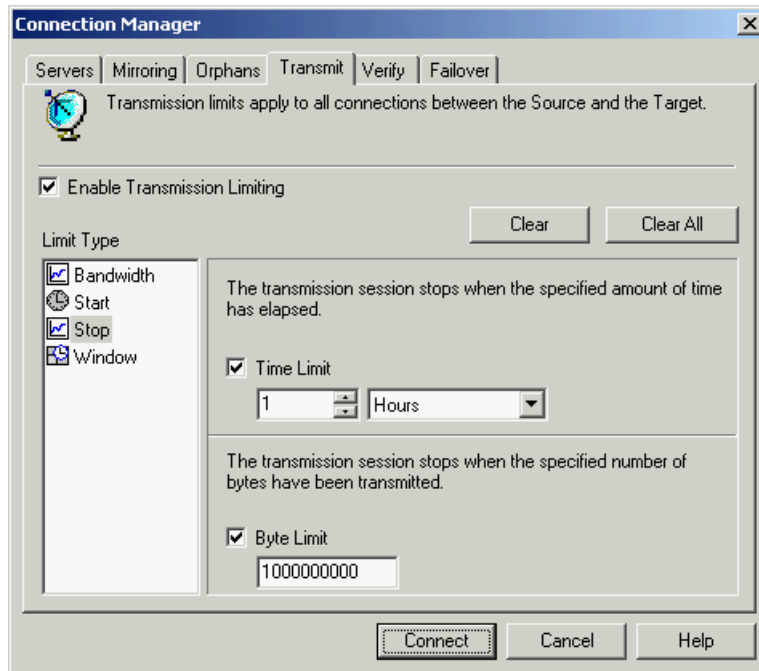 Connection Manager
Servers Mirroring Orphans Transmit Verify Failover
Transmission limits apply to all connections between the Source and the Target.
Enable Transmission Limiting
Clear Clear All
Limit Type
Bandwidth
Start
Stop
Window
The transmission session stops when the specified amount of time
has elapsed.
Time Limit
1 Hours
The transmission session stops when the specified number of
bytes have been transmitted.
Byte Limit
1000000000
Connect Cancel Help